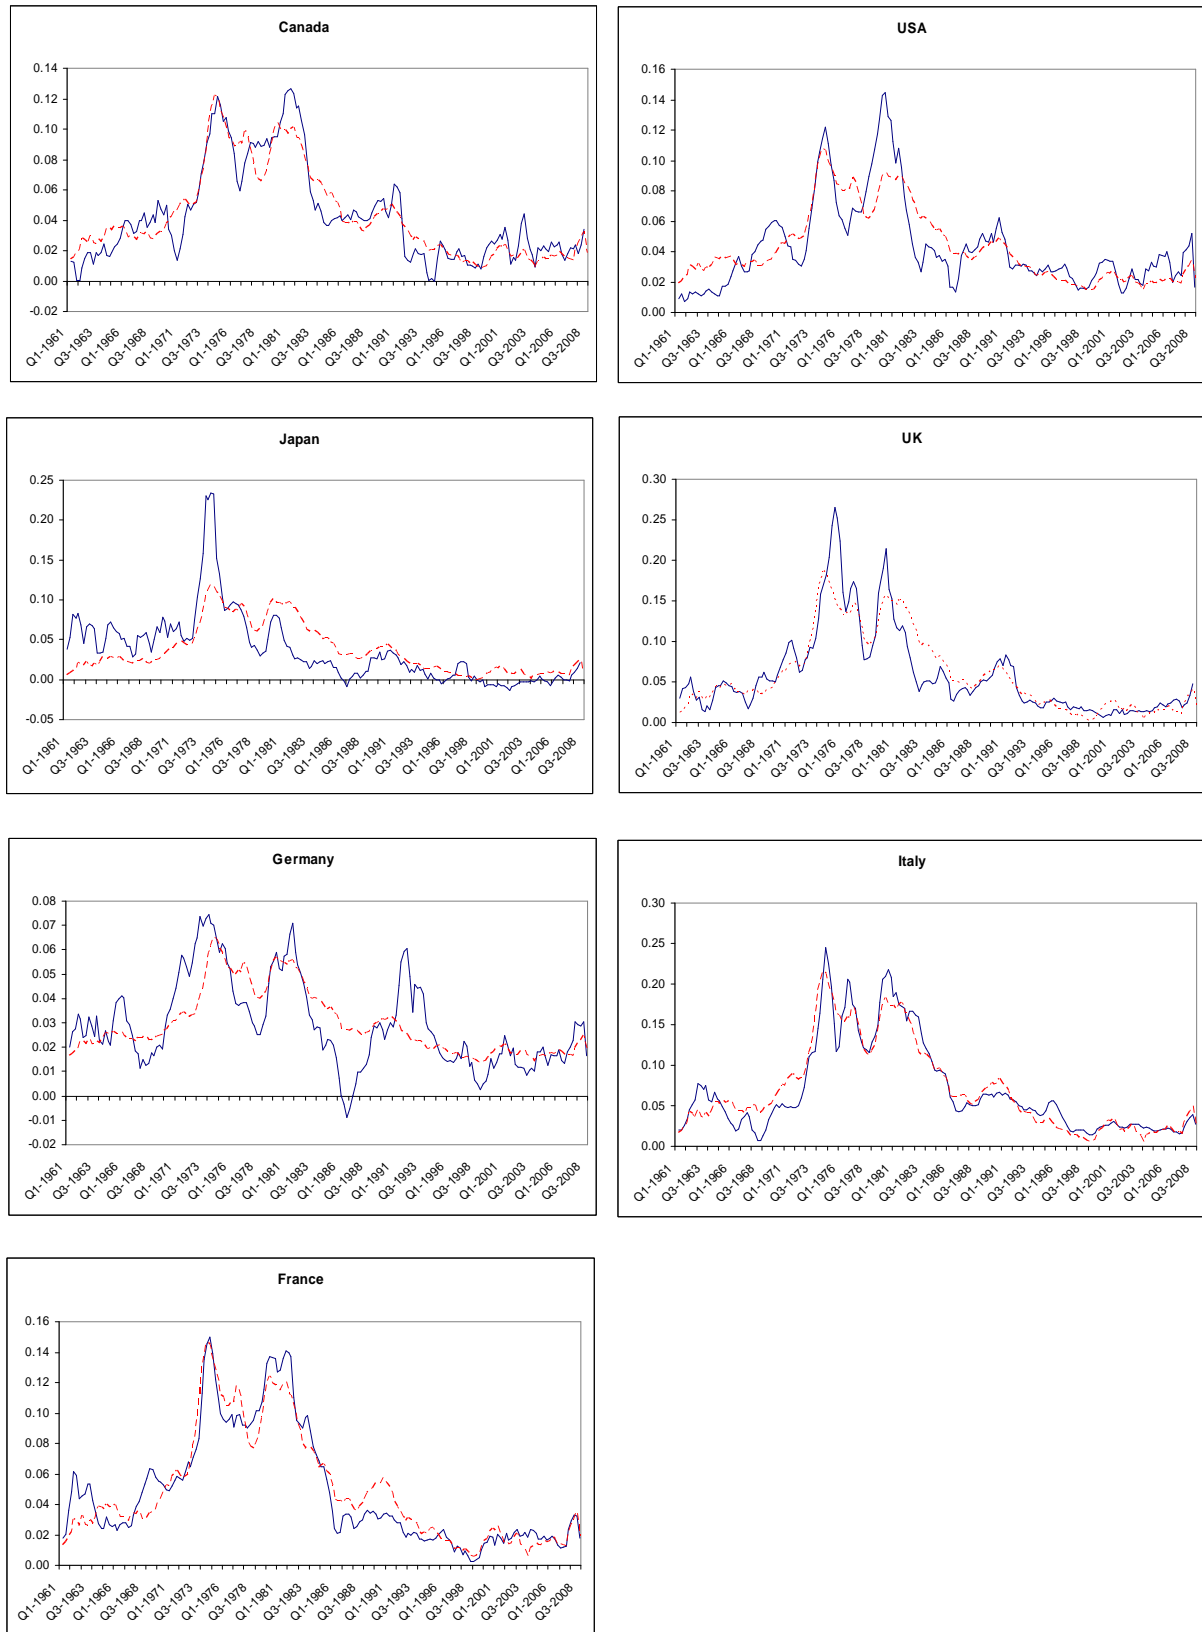 Canada
0.14
0.12
0.10
0.08
0.06
0.04
0.02
0.00
-0.02
Q1-1961
Q3-1963
Q1-1966
Q3-1968
Q1-1971
Q3-1973
Q1-1976
Q3-1978
Q1-1981
Q3-1983
Q1-1986
Q3-1988
Q1-1991
Q3-1993
Q1-1996
Q3-1998
Q1-2001
Q3-2003
Q1-2006
Q3-2008
USA
0.16
0.14
0.12
0.10
0.08
0.06
0.04
0.02
0.00
Q1-1961
Q3-1963
Q1-1966
Q3-1968
Q1-1971
Q3-1973
Q1-1976
Q3-1978
Q1-1981
Q3-1983
Q1-1986
Q3-1988
Q1-1991
Q3-1993
Q1-1996
Q3-1998
Q1-2001
Q3-2003
Q1-2006
Q3-2008
Japan
0.25
0.20
0.15
0.10
0.05
0.00
-0.05
Q1-1961
Q3-1963
Q1-1966
Q3-1968
Q1-1971
Q3-1973
Q1-1976
Q3-1978
Q1-1981
Q3-1983
Q1-1986
Q3-1988
Q1-1991
Q3-1993
Q1-1996
Q3-1998
Q1-2001
Q3-2003
Q1-2006
Q3-2008
UK
0.30
0.25
0.20
0.15
0.10
0.05
0.00
Q1-1961
Q3-1963
Q1-1966
Q3-1968
Q1-1971
Q3-1973
Q1-1976
Q3-1978
Q1-1981
Q3-1983
Q1-1986
Q3-1988
Q1-1991
Q3-1993
Q1-1996
Q3-1998
Q1-2001
Q3-2003
Q1-2006
Q3-2008
Germany
0.08
0.07
0.06
0.05
0.04
0.03
0.02
0.01
0.00
-0.01
-0.02
Q1-1961
Q3-1963
Q1-1966
Q3-1968
Q1-1971
Q3-1973
Q1-1976
Q3-1978
Q1-1981
Q3-1983
Q1-1986
Q3-1988
Q1-1991
Q3-1993
Q1-1996
Q3-1998
Q1-2001
Q3-2003
Q1-2006
Q3-2008
Italy
0.30
0.25
0.20
0.15
0.10
0.05
0.00
Q1-1961
Q3-1963
Q1-1966
Q3-1968
Q1-1971
Q3-1973
Q1-1976
Q3-1978
Q1-1981
Q3-1983
Q1-1986
Q3-1988
Q1-1991
Q3-1993
Q1-1996
Q3-1998
Q1-2001
Q3-2003
Q1-2006
Q3-2008
France
0.16
0.14
0.12
0.10
0.08
0.06
0.04
0.02
0.00
Q1-1961
Q3-1963
Q1-1966
Q3-1968
Q1-1971
Q3-1973
Q1-1976
Q3-1978
Q1-1981
Q3-1983
Q1-1986
Q3-1988
Q1-1991
Q3-1993
Q1-1996
Q3-1998
Q1-2001
Q3-2003
Q1-2006
Q3-2008